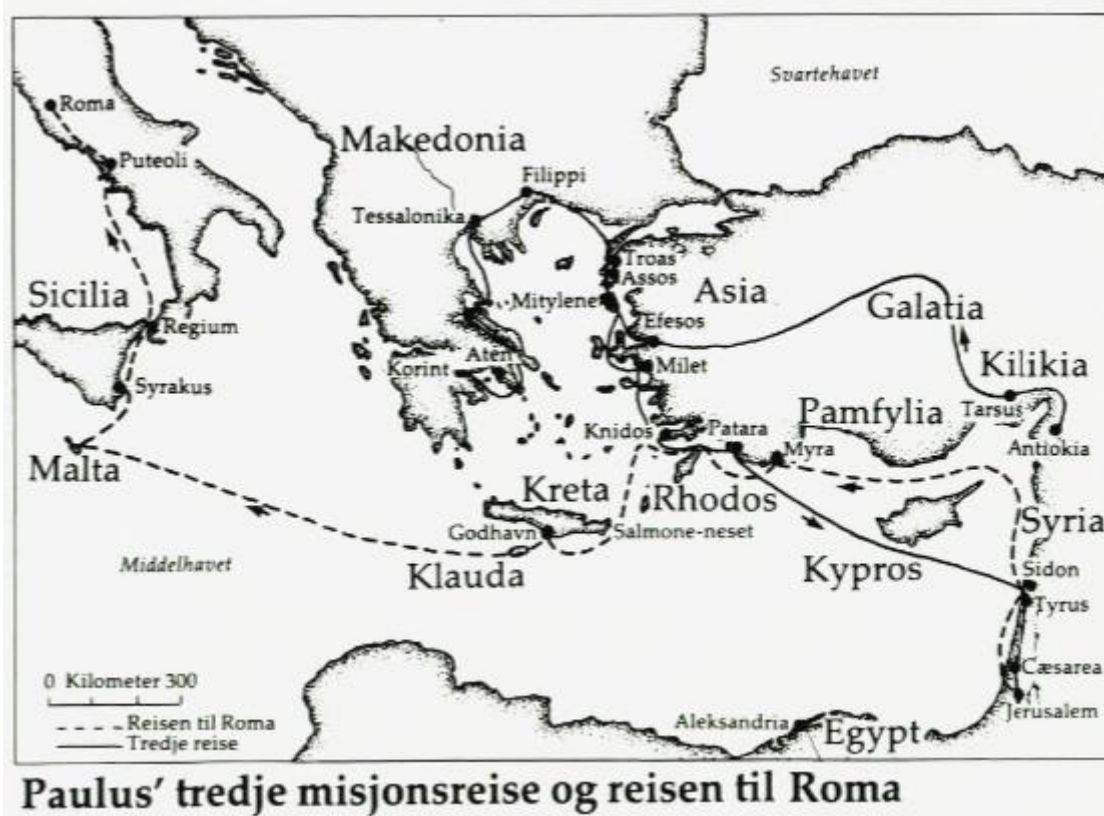 Svartehavet
Roma
Makedonia
Puteoli
Filippi
Tessalonika
Troas
Assos
Sicilia
Mitylene
Asia
Galatia
Regium
Efesos
Aten
Korint
Milet
Kilikia
Syrakus
Pamfylia
Tarsus
Knidos
Patara
Myra
Antiokia
Malta
Kreta
Rhodos
Syria
Godhavn
Salmone-neset
Middelhavet
Klauda
Kypros
Sidon
Tyrus
Cæsarea
0 Kilometer 300
Jerusalem
Reisen til Roma
Aleksandria
Egypt
Tredje reise
Paulus’ tredje misjonsreise og reisen til Roma